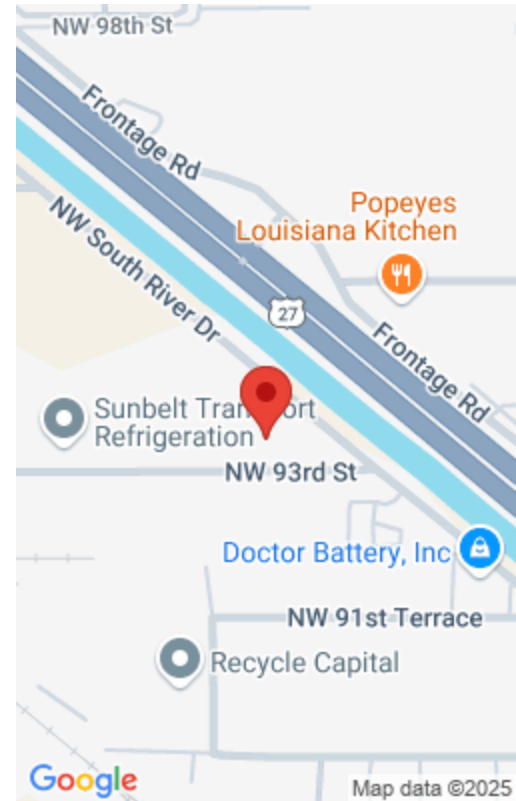 NW 98th St
Frontage Rd
NW South River Dr
Popeyes
Louisiana Kitchen
27
Frontage Rd
Sunbelt Transport
Refrigeration
NW 93rd St
Doctor Battery, Inc
NW 91st Terrace
Recycle Capital
Google
Map data ©2025